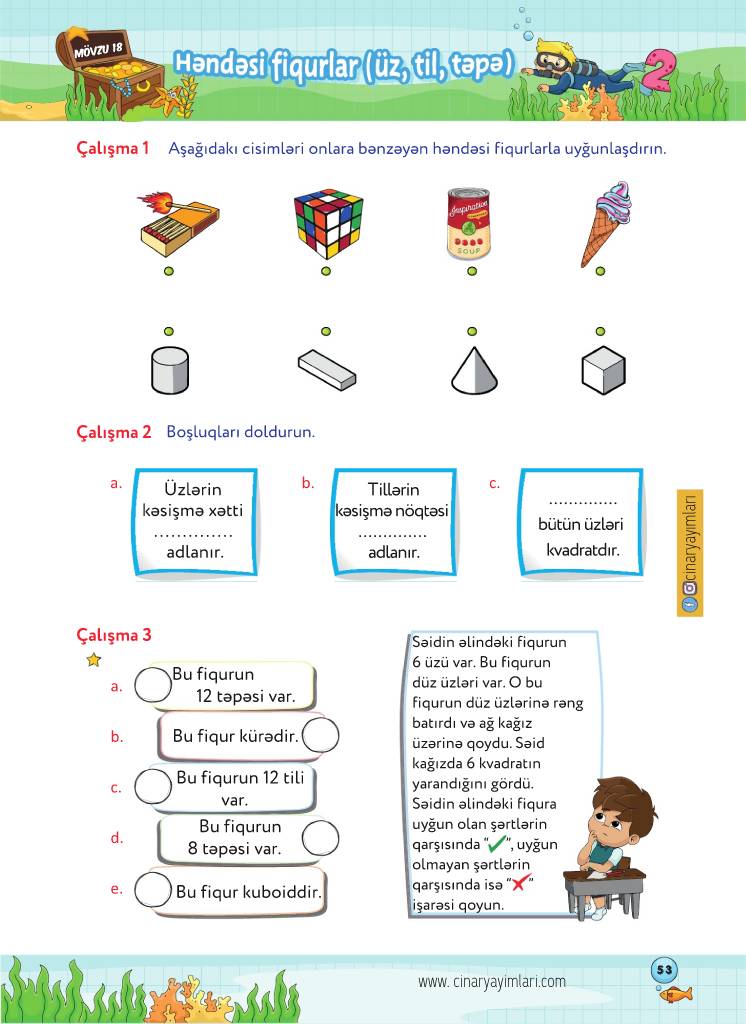 MÖVZU 18
Həndəsi fiqurlar (üz, til, təpə)
2
Çalışma 1 Aşağıdakı cisimləri onlara bənzəyən həndəsi fiqurlarla uyğunlaşdırın.
Inspiration
SOUP
Çalışma 2 Boşluqları doldurun.
a.
Üzlərin
kəsişmə xətti
..............
adlanır.
b.
Tillərin
kəsişmə nöqtəsi
..............
adlanır.
c.
..............
bütün üzləri
kvadratdır.
cinaryayimlari
Çalışma 3
a.
Bu fiqurun
12 təpəsi var.
b.
Bu fiqur kürədir.
c.
Bu fiqurun 12 tili
var.
d.
Bu fiqurun
8 təpəsi var.
e.
Bu fiqur kuboiddir.
Səidin əlindəki fiqurun
6 üzü var. Bu fiqurun
düz üzləri var. O bu
fiqurun düz üzlərinə rəng
batırdı və ağ kağız
üzərinə qoydu. Səid
kağızda 6 kvadratın
yarandığını gördü.
Səidin əlindəki fiqura
uyğun olan şərtlərin
qarşısında “✓”, uyğun
olmayan şərtlərin
qarşısında isə “✗”
işarəsi qoyun.
www. cinaryayimlari.com
53